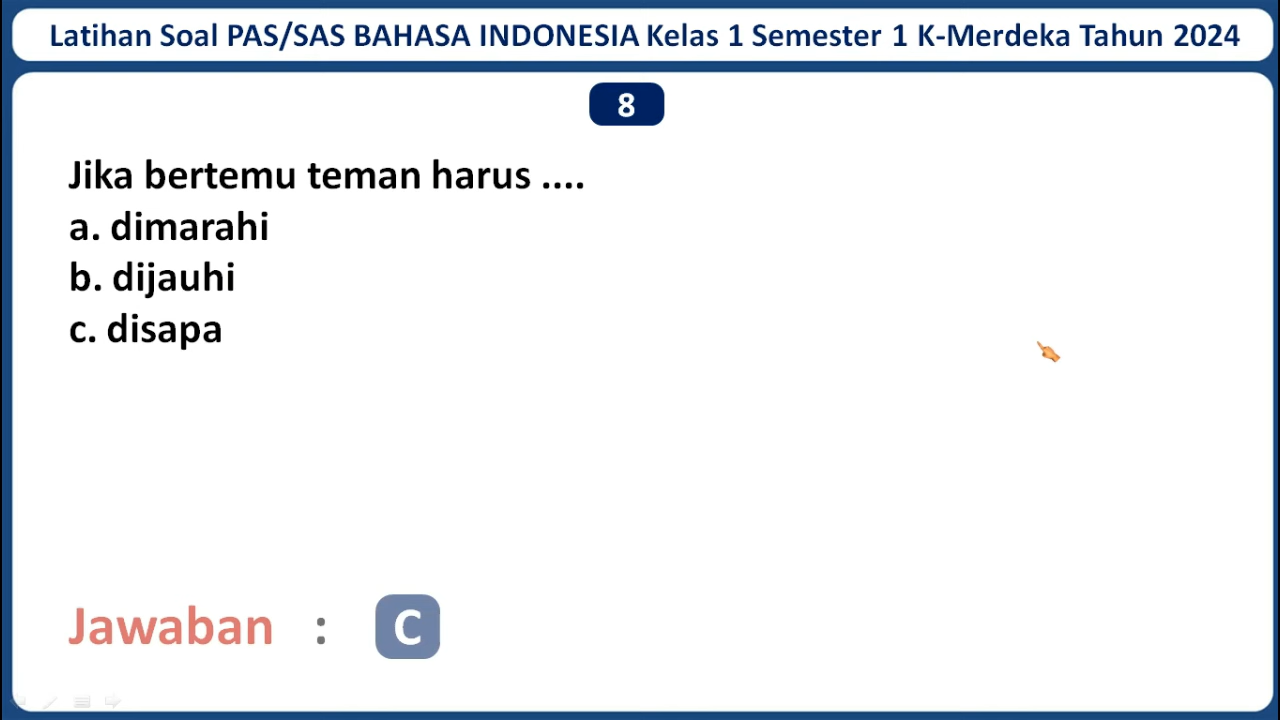 Latihan Soal PAS/SAS BAHASA INDONESIA Kelas 1 Semester 1 K-Merdeka Tahun 2024
8
Jika bertemu teman harus ....
a. dimarahi
b. dijauhi
c. disapa
Jawaban : C